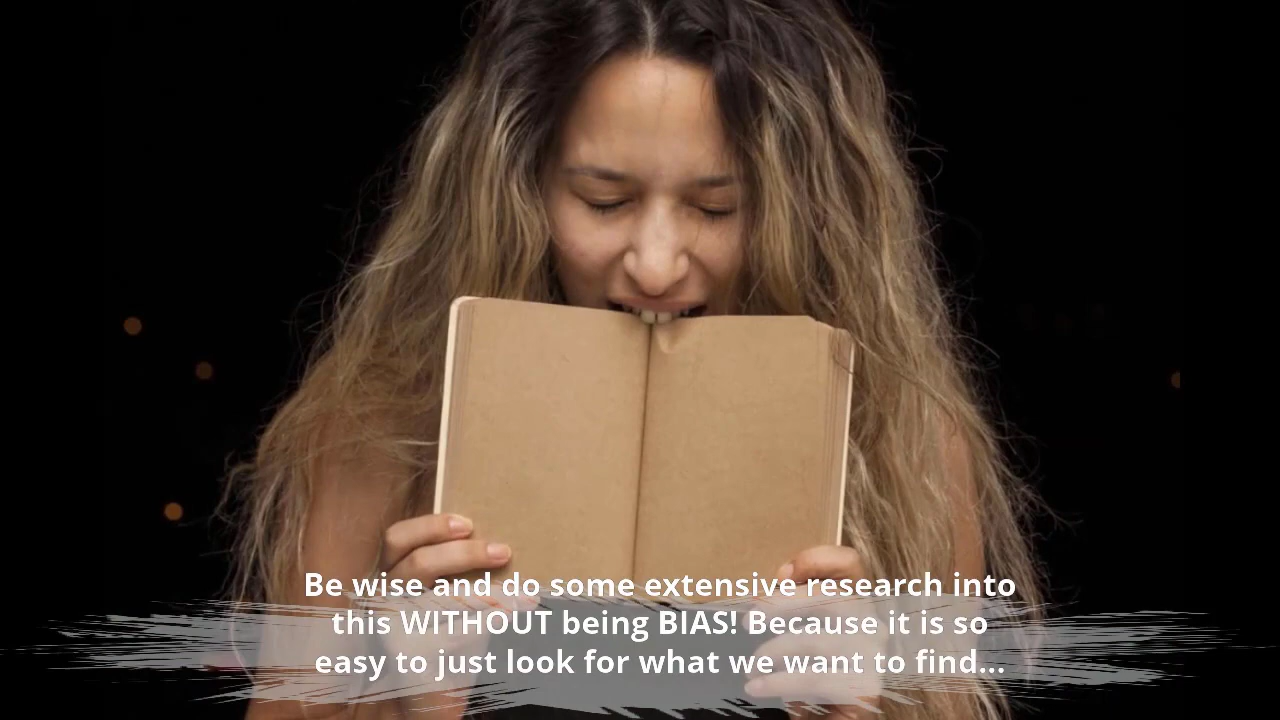 Be wise and do some extensive research into
this WITHOUT being BIAS! Because it is so
easy to just look for what we want to find...